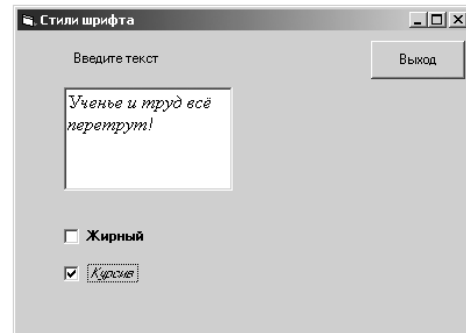 Стили шрифта
Введите текст
Выход
Ученье и труд всё
перетрут!
Жирный
Курсив